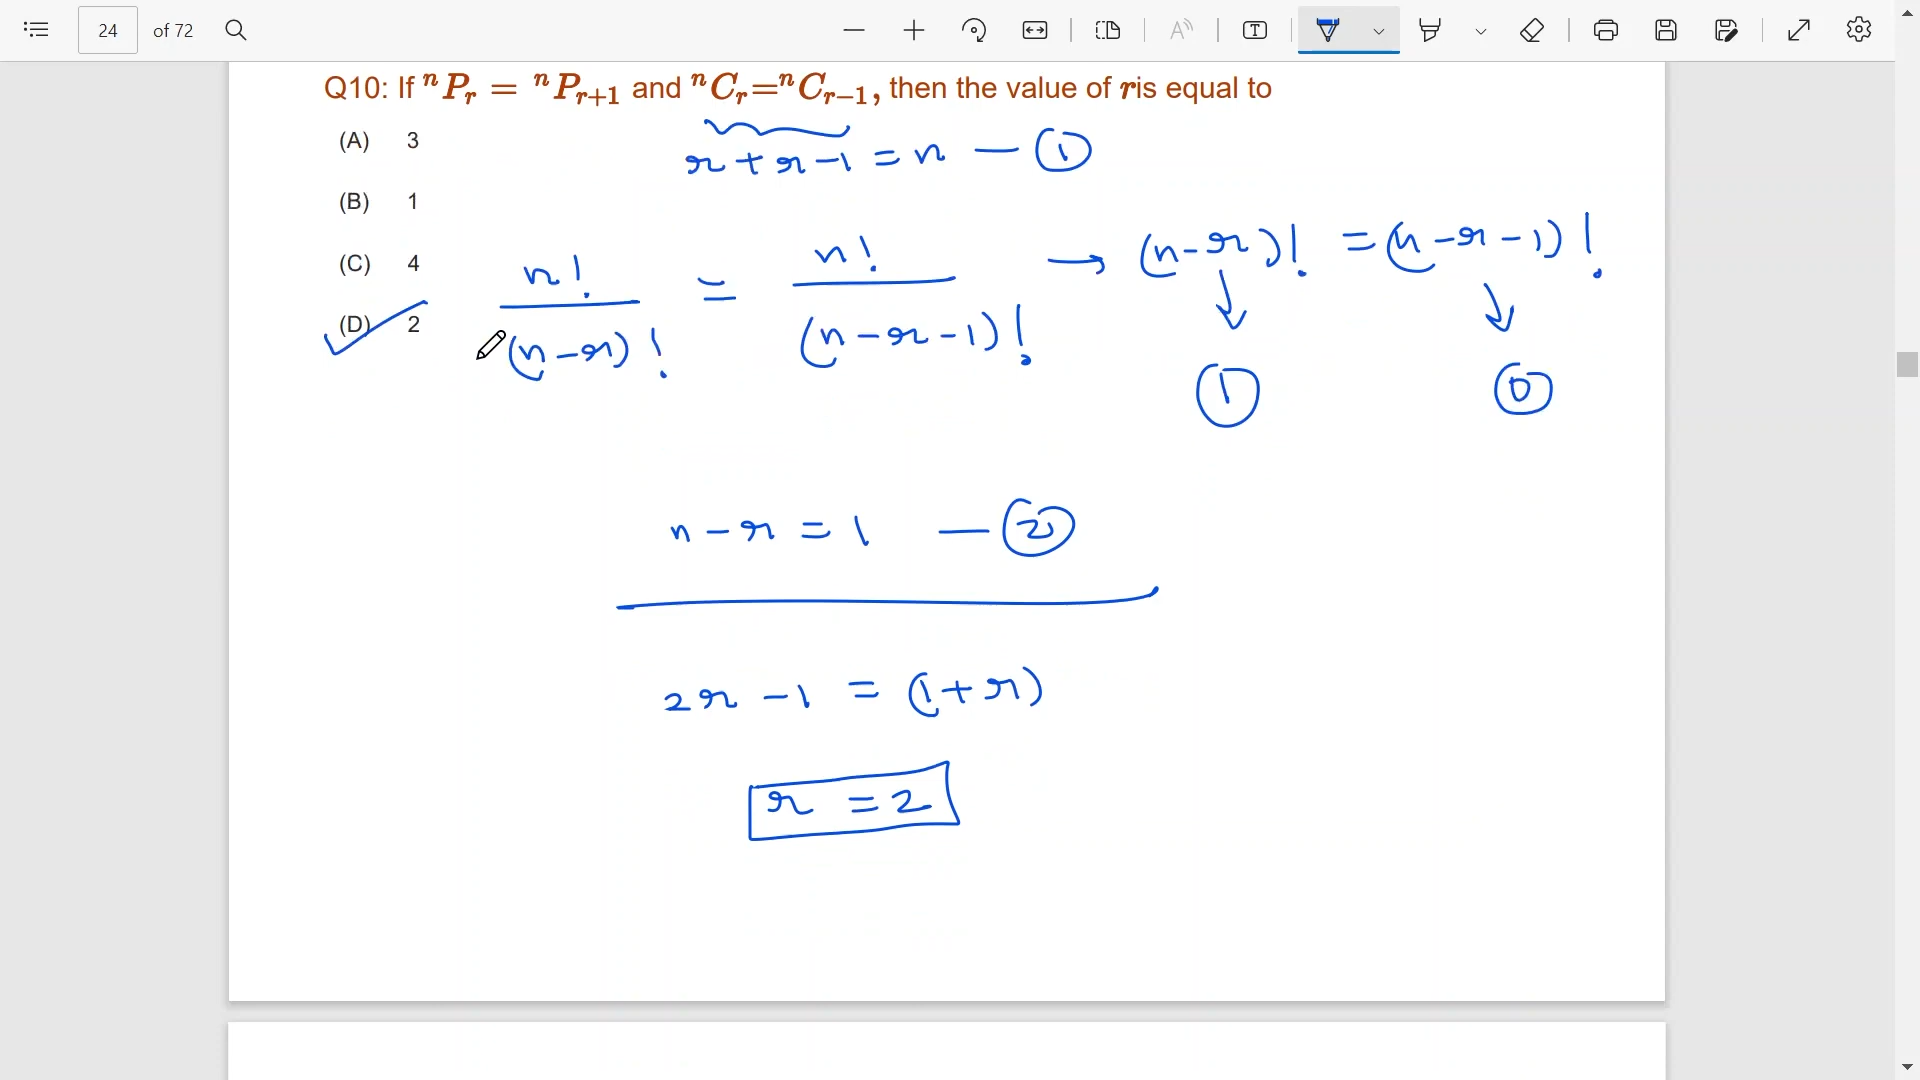 24 of 72
Q10: If ⁿPᵣ = ⁿPᵣ₊₁ and ⁿCᵣ=ⁿCᵣ₋₁, then the value of r is equal to
(A) 3
r + r - 1 = n — ①
(B) 1
(C) 4
n! / (n-r)! = n! / (n-r-1)! → (n-r)! = (n-r-1)!
(D) 2
① ⓪
n - r = 1 — ②
2r - 1 = (1+r)
r = 2